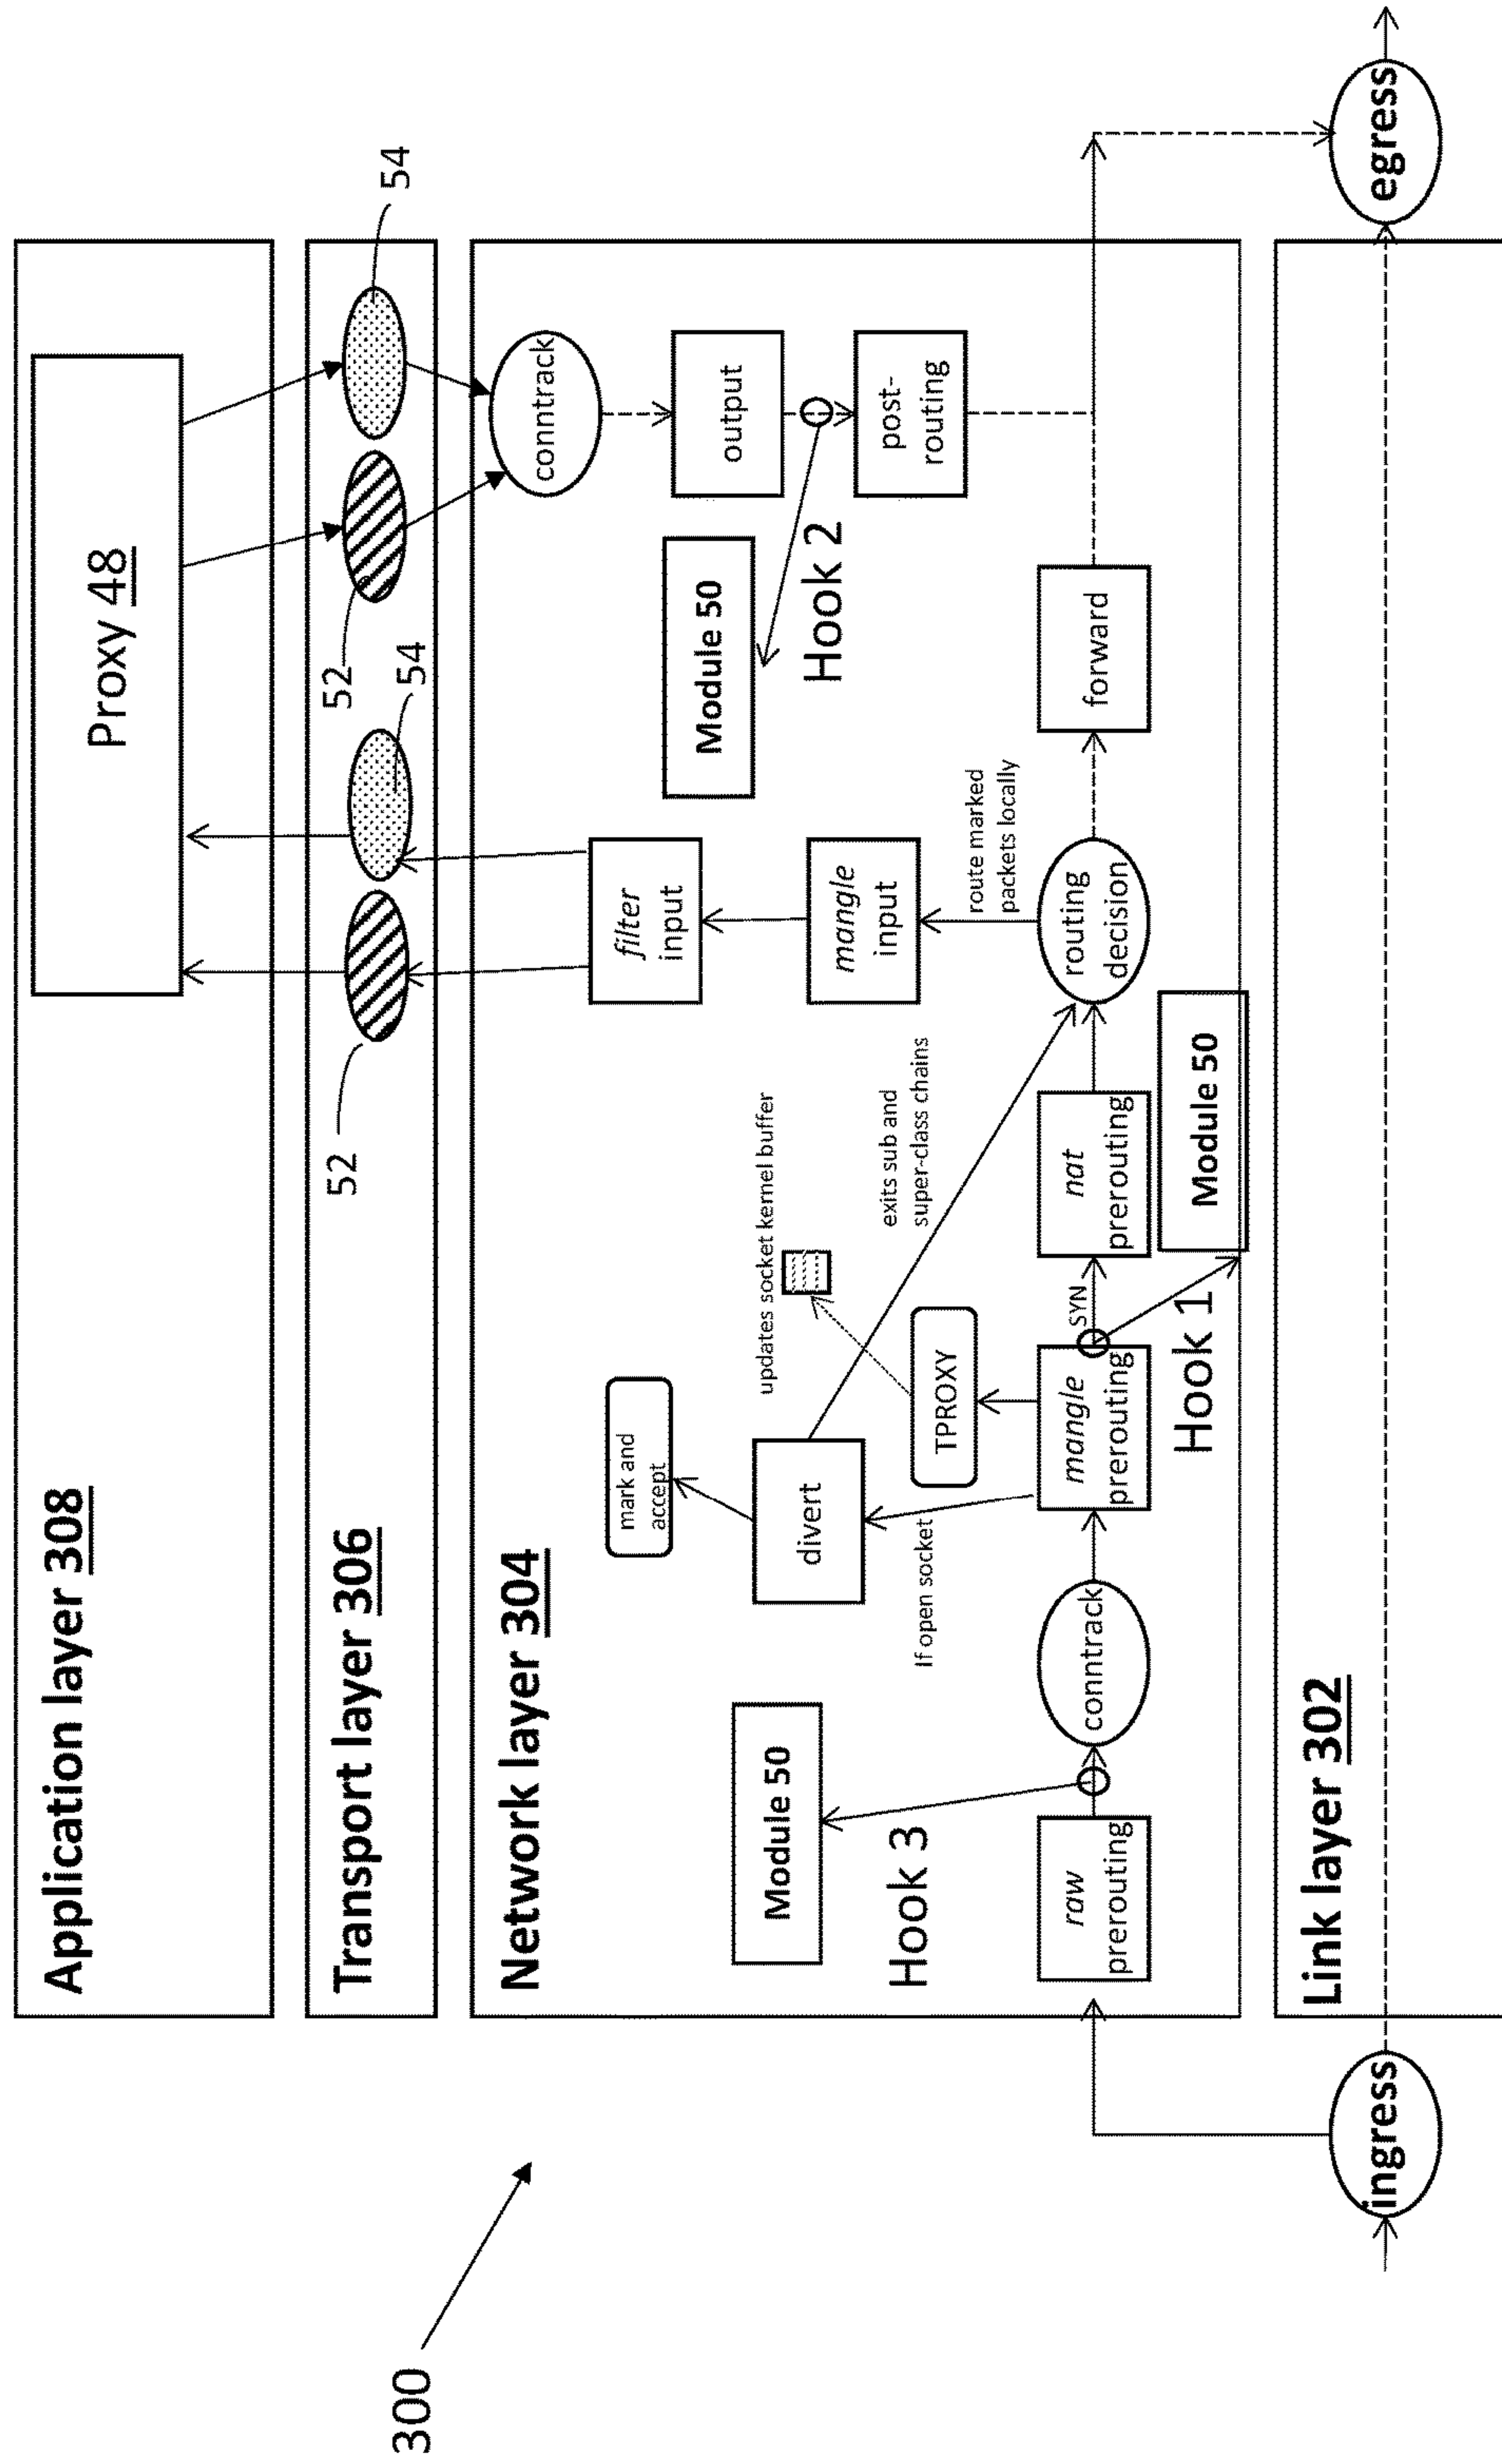 Application layer 308
Proxy 48
Transport layer 306
52
54
52
54
Network layer 304
conntrack
output
post-
routing
Module 50
Hook 2
filter
input
mangle
input
route marked
packets locally
routing
decision
forward
mark and
accept
divert
updates socket kernel buffer
exits sub and
super-class chains
TPROXY
If open socket
Module 50
Hook 3
raw
prerouting
conntrack
mangle
prerouting
SYN
Hook 1
nat
prerouting
Module 50
Link layer 302
ingress
egress
300